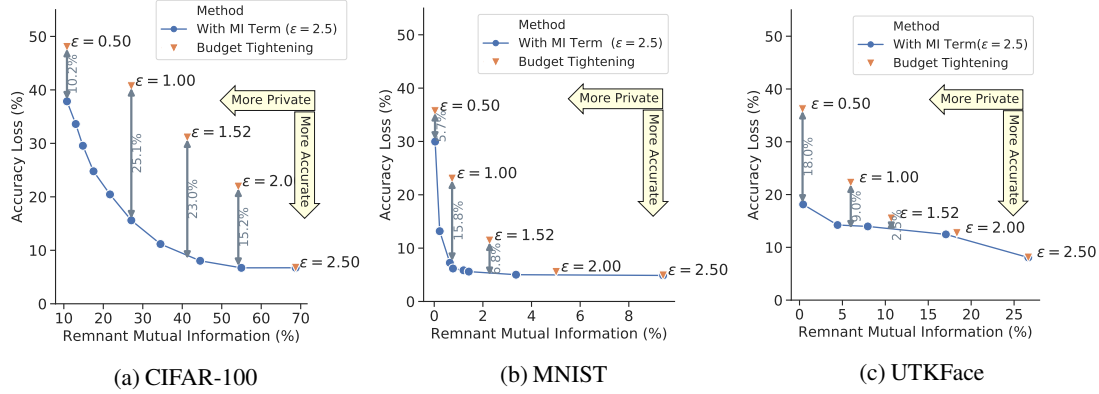 Method
With MI Term (ε = 2.5)
Budget Tightening
50
40
30
20
10
0
Accuracy Loss (%)
ε = 0.50
10.2%
ε = 1.00
25.1%
ε = 1.52
23.0%
ε = 2.0
15.2%
ε = 2.50
More Private
More Accurate
10 20 30 40 50 60 70
Remnant Mutual Information (%)
(a) CIFAR-100
Method
With MI Term (ε = 2.5)
Budget Tightening
50
40
30
20
10
0
Accuracy Loss (%)
ε = 0.50
5.7%
ε = 1.00
15.8%
ε = 1.52
6.8%
ε = 2.00
ε = 2.50
More Private
More Accurate
0 2 4 6 8
Remnant Mutual Information (%)
(b) MNIST
Method
With MI Term(ε = 2.5)
Budget Tightening
50
40
30
20
10
0
Accuracy Loss (%)
ε = 0.50
18.0%
ε = 1.00
9.0%
ε = 1.52
ε = 2.00
ε = 2.50
More Private
More Accurate
0 5 10 15 20 25
Remnant Mutual Information (%)
(c) UTKFace